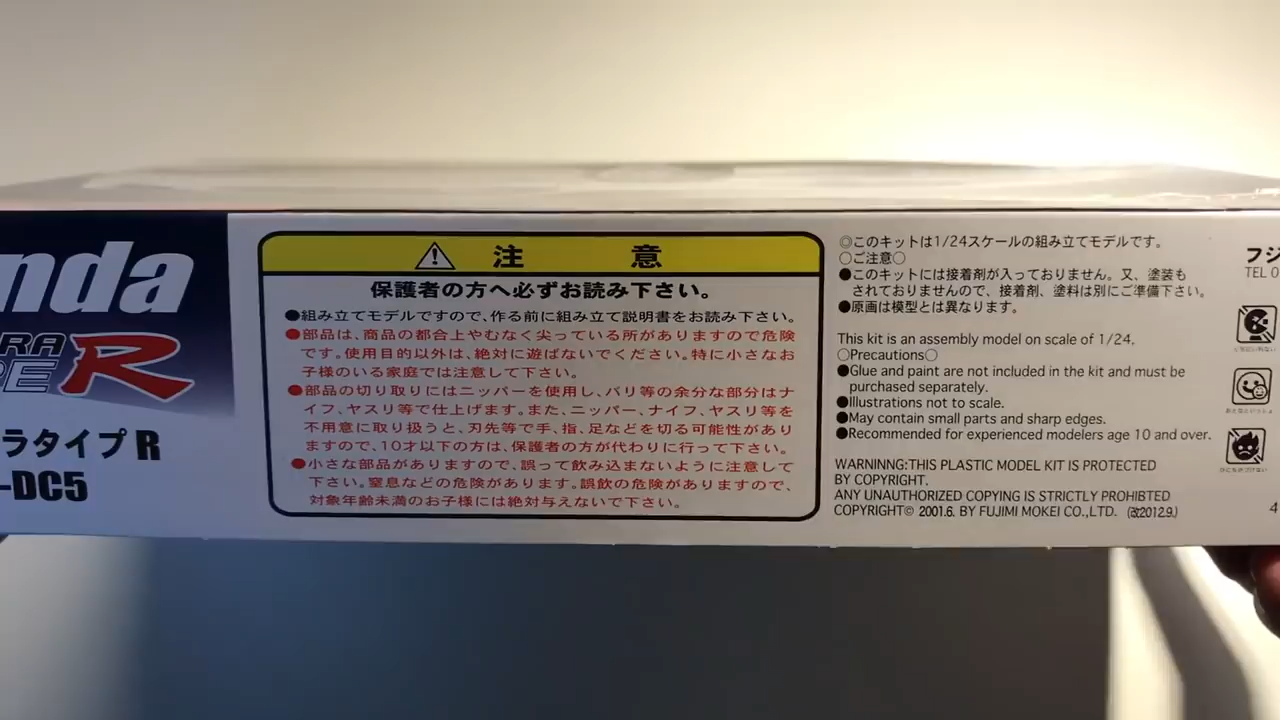 nda
RA
PE R
ラタイプ R
-DC5
注 意
保護者の方へ必ずお読み下さい。
●組み立てモデルですので、作る前に組み立て説明書をお読み下さい。
●部品は、商品の都合上やむなく尖っている所がありますので危険
です。使用目的以外は、絶対に遊ばないでください。特に小さなお
子様のいる家庭では注意して下さい。
●部品の切り取りにはニッパーを使用し、バリ等の余分な部分はナ
イフ、ヤスリ等で仕上げます。また、ニッパー、ナイフ、ヤスリ等を
不用意に取り扱うと、刃先等で手、指、足などを切る可能性があり
ますので、10才以下の方は、保護者の方が代わりに行って下さい。
●小さな部品がありますので、誤って飲み込まないように注意して
下さい。窒息などの危険があります。誤飲の危険がありますので、
対象年齢未満のお子様には絶対与えないで下さい。
◎このキットは1/24スケールの組み立てモデルです。
○ご注意○
●このキットには接着剤が入っておりません。又、塗装も
されておりませんので、接着剤、塗料は別にご準備下さい。
●原画は模型とは異なります。
This kit is an assembly model on scale of 1/24.
○Precautions○
●Glue and paint are not included in the kit and must be
purchased separately.
●Illustrations not to scale.
●May contain small parts and sharp edges.
●Recommended for experienced modelers age 10 and over.
WARNINNG:THIS PLASTIC MODEL KIT IS PROTECTED
BY COPYRIGHT.
ANY UNAUTHORIZED COPYING IS STRICTLY PROHIBTED
COPYRIGHT© 2001.6. BY FUJIMI MOKEI CO.,LTD. (改2012.9.)
フジ
TEL 0
4